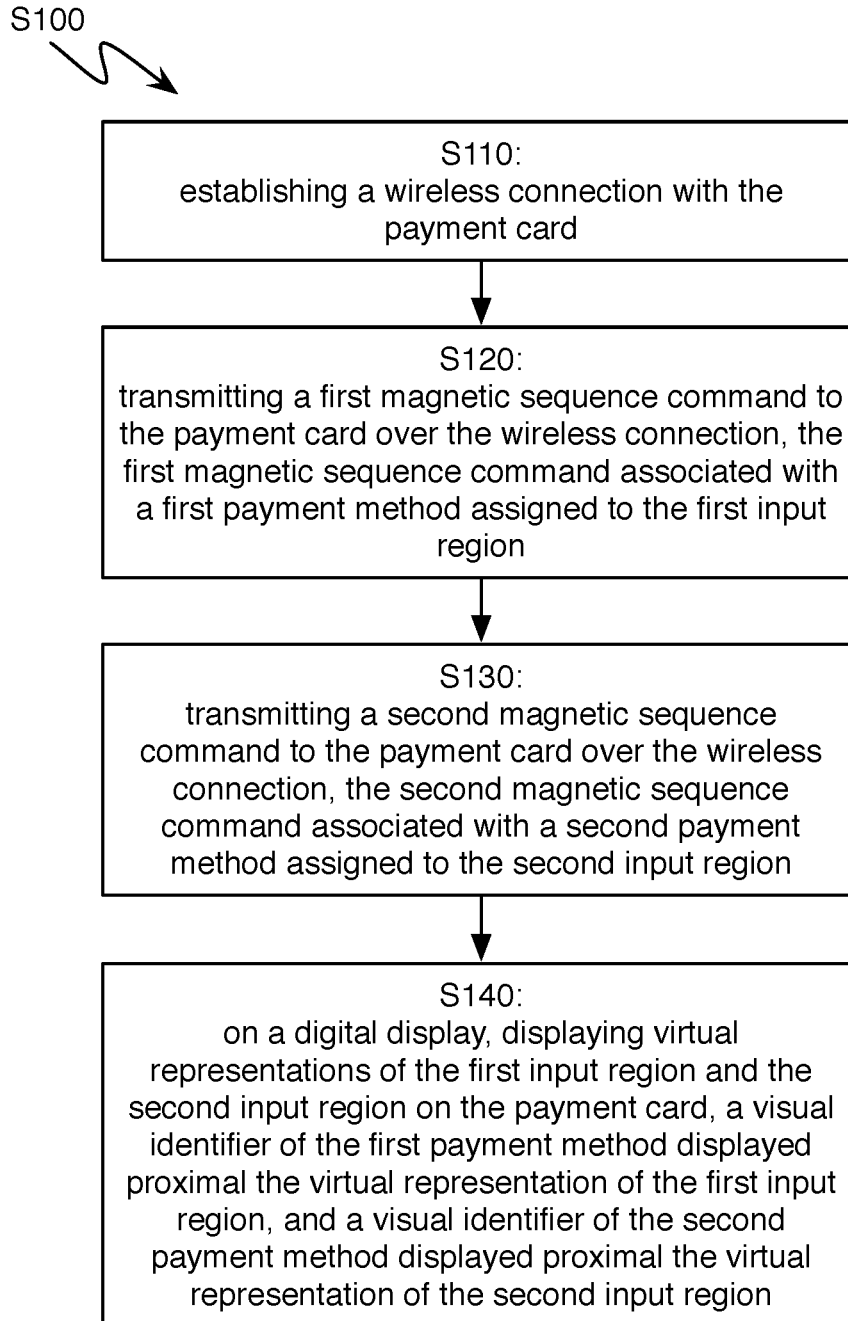 S100
S110:
establishing a wireless connection with the
payment card
S120:
transmitting a first magnetic sequence command to
the payment card over the wireless connection, the
first magnetic sequence command associated with
a first payment method assigned to the first input
region
S130:
transmitting a second magnetic sequence
command to the payment card over the wireless
connection, the second magnetic sequence
command associated with a second payment
method assigned to the second input region
S140:
on a digital display, displaying virtual
representations of the first input region and the
second input region on the payment card, a visual
identifier of the first payment method displayed
proximal the virtual representation of the first input
region, and a visual identifier of the second
payment method displayed proximal the virtual
representation of the second input region